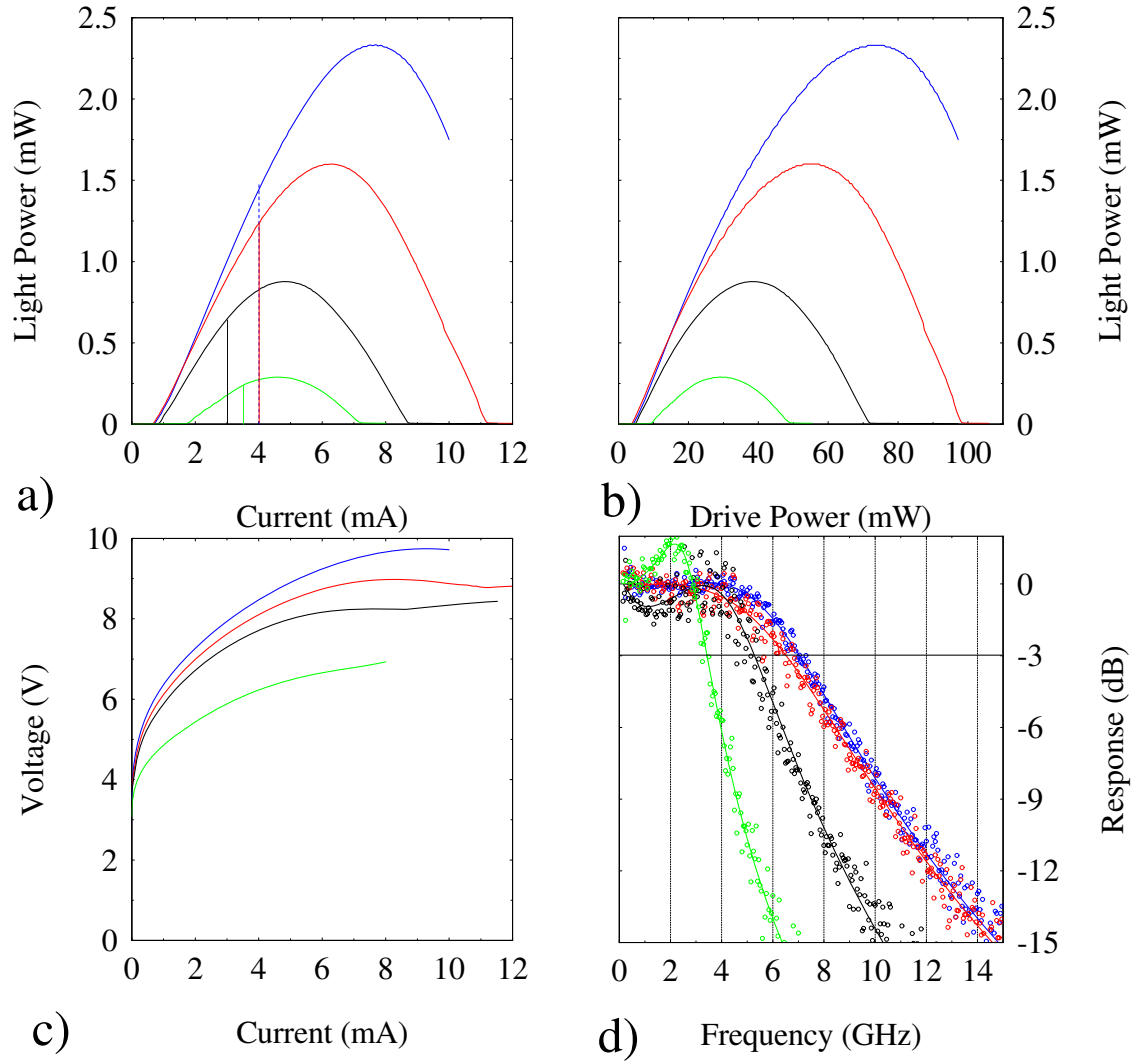 2.5
2.0
1.5
1.0
0.5
0
Light Power (mW)
0 2 4 6 8 10 12
a)
Current (mA)
20 40 60 80 100
2.5
2.0
1.5
1.0
0.5
0
Light Power (mW)
b)
Drive Power (mW)
10
8
6
4
2
0
Voltage (V)
0 2 4 6 8 10 12
c)
Current (mA)
0
-3
-6
-9
-12
-15
Response (dB)
0 2 4 6 8 10 12 14
d)
Frequency (GHz)